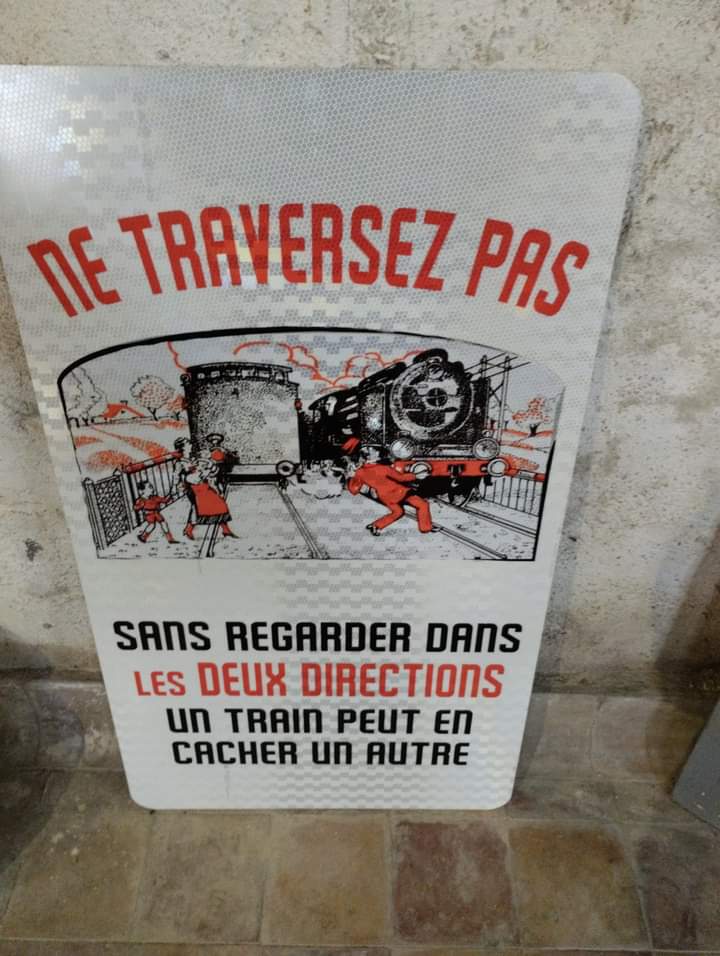 NE TRAVERSEZ PAS
SANS REGARDER DANS
LES DEUX DIRECTIONS
UN TRAIN PEUT EN
CACHER UN AUTRE